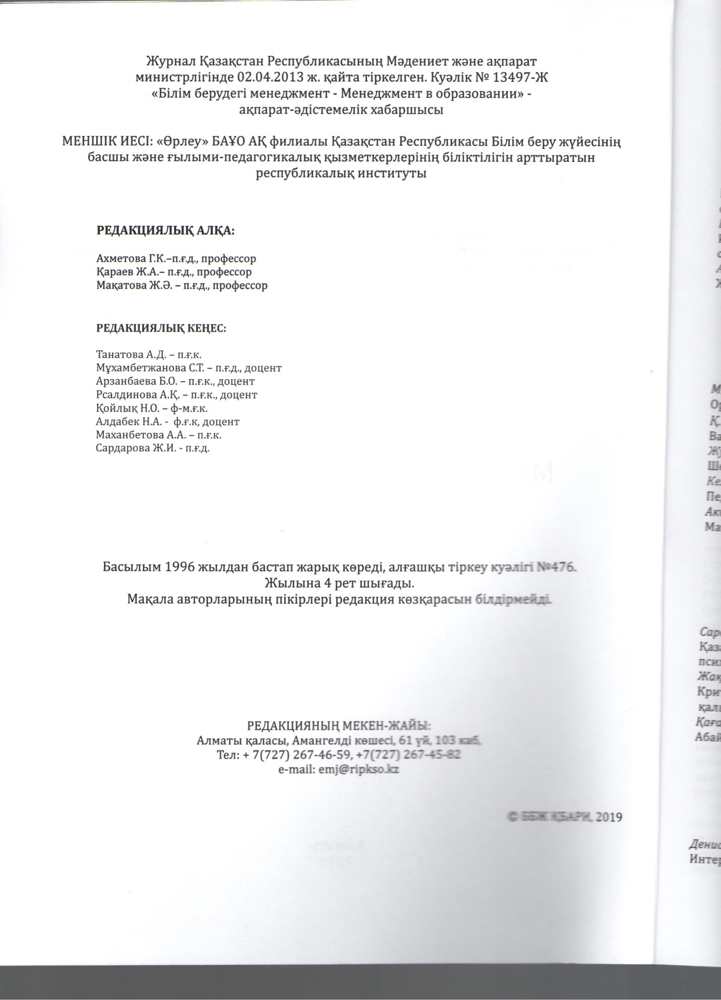 Журнал Қазақстан Республикасының Мәдениет және ақпарат
министрлігінде 02.04.2013 ж. қайта тіркелген. Куәлік № 13497-Ж
«Білім берудегі менеджмент - Менеджмент в образовании» -
ақпарат-әдістемелік хабаршысы
МЕНШІК ИЕСІ: «Өрлеу» БАҰО АҚ филиалы Қазақстан Республикасы Білім беру жүйесінің
басшы және ғылыми-педагогикалық қызметкерлерінің біліктілігін арттыратын
республикалық институты
РЕДАКЦИЯЛЫҚ АЛҚА:
Ахметова Г.К.–п.ғ.д., профессор
Қараев Ж.А.– п.ғ.д., профессор
Мақатова Ж.Ә. – п.ғ.д., профессор
РЕДАКЦИЯЛЫҚ КЕҢЕС:
Танатова А.Д. – п.ғ.к.
Мұхамбетжанова С.Т. – п.ғ.д., доцент
Арзанбаева Б.О. – п.ғ.к., доцент
Рсалдинова А.Қ. – п.ғ.к., доцент
Қойлық Н.О. – ф-м.ғ.к.
Алдабек Н.А. - ф.ғ.к, доцент
Маханбетова А.А. – п.ғ.к.
Сардарова Ж.И. - п.ғ.д.
Басылым 1996 жылдан бастап жарық көреді, алғашқы тіркеу куәлігі №476.
Жылына 4 рет шығады.
Мақала авторларының пікірлері редакция көзқарасын білдірмейді.
РЕДАКЦИЯНЫҢ МЕКЕН-ЖАЙЫ:
Алматы қаласы, Амангелді көшесі, 61 үй, 103 каб,
Тел: + 7(727) 267-46-59, +7(727) 267-45-82
e-mail: emj@ripkso.kz
© 2019